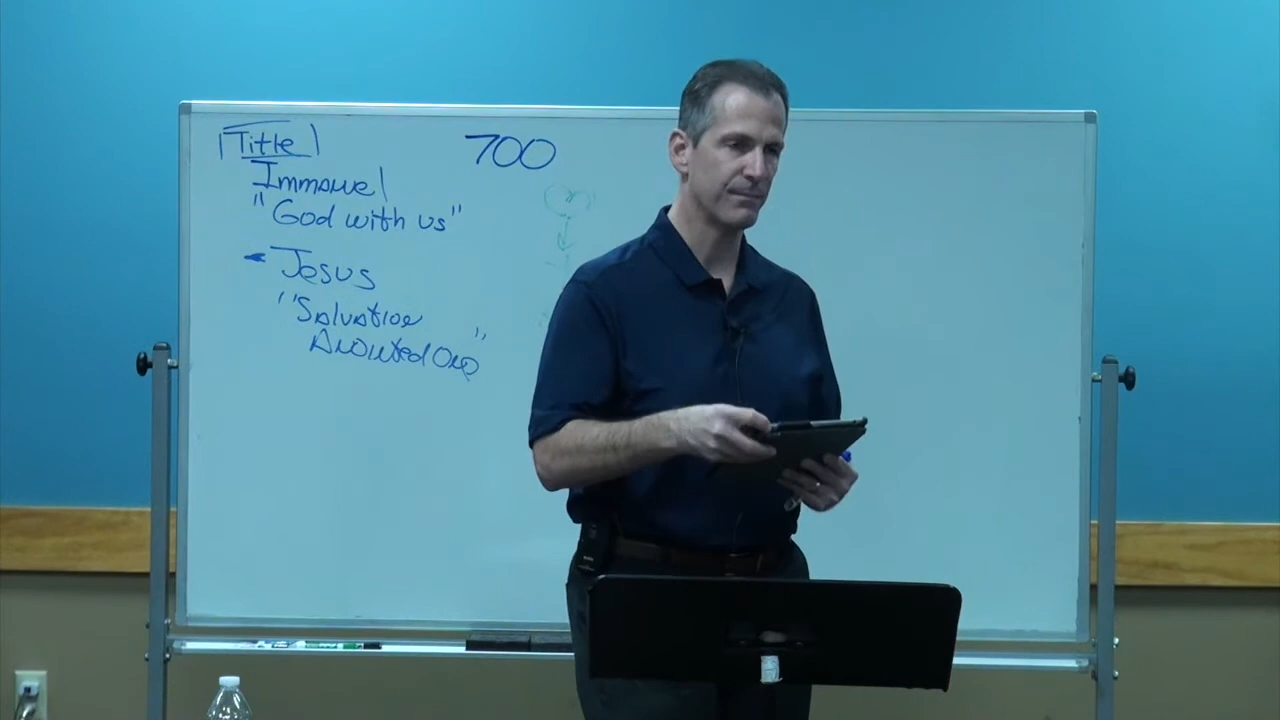 Title
700
Immanuel
"God with us"
Jesus
"Salvation
Anointed One"